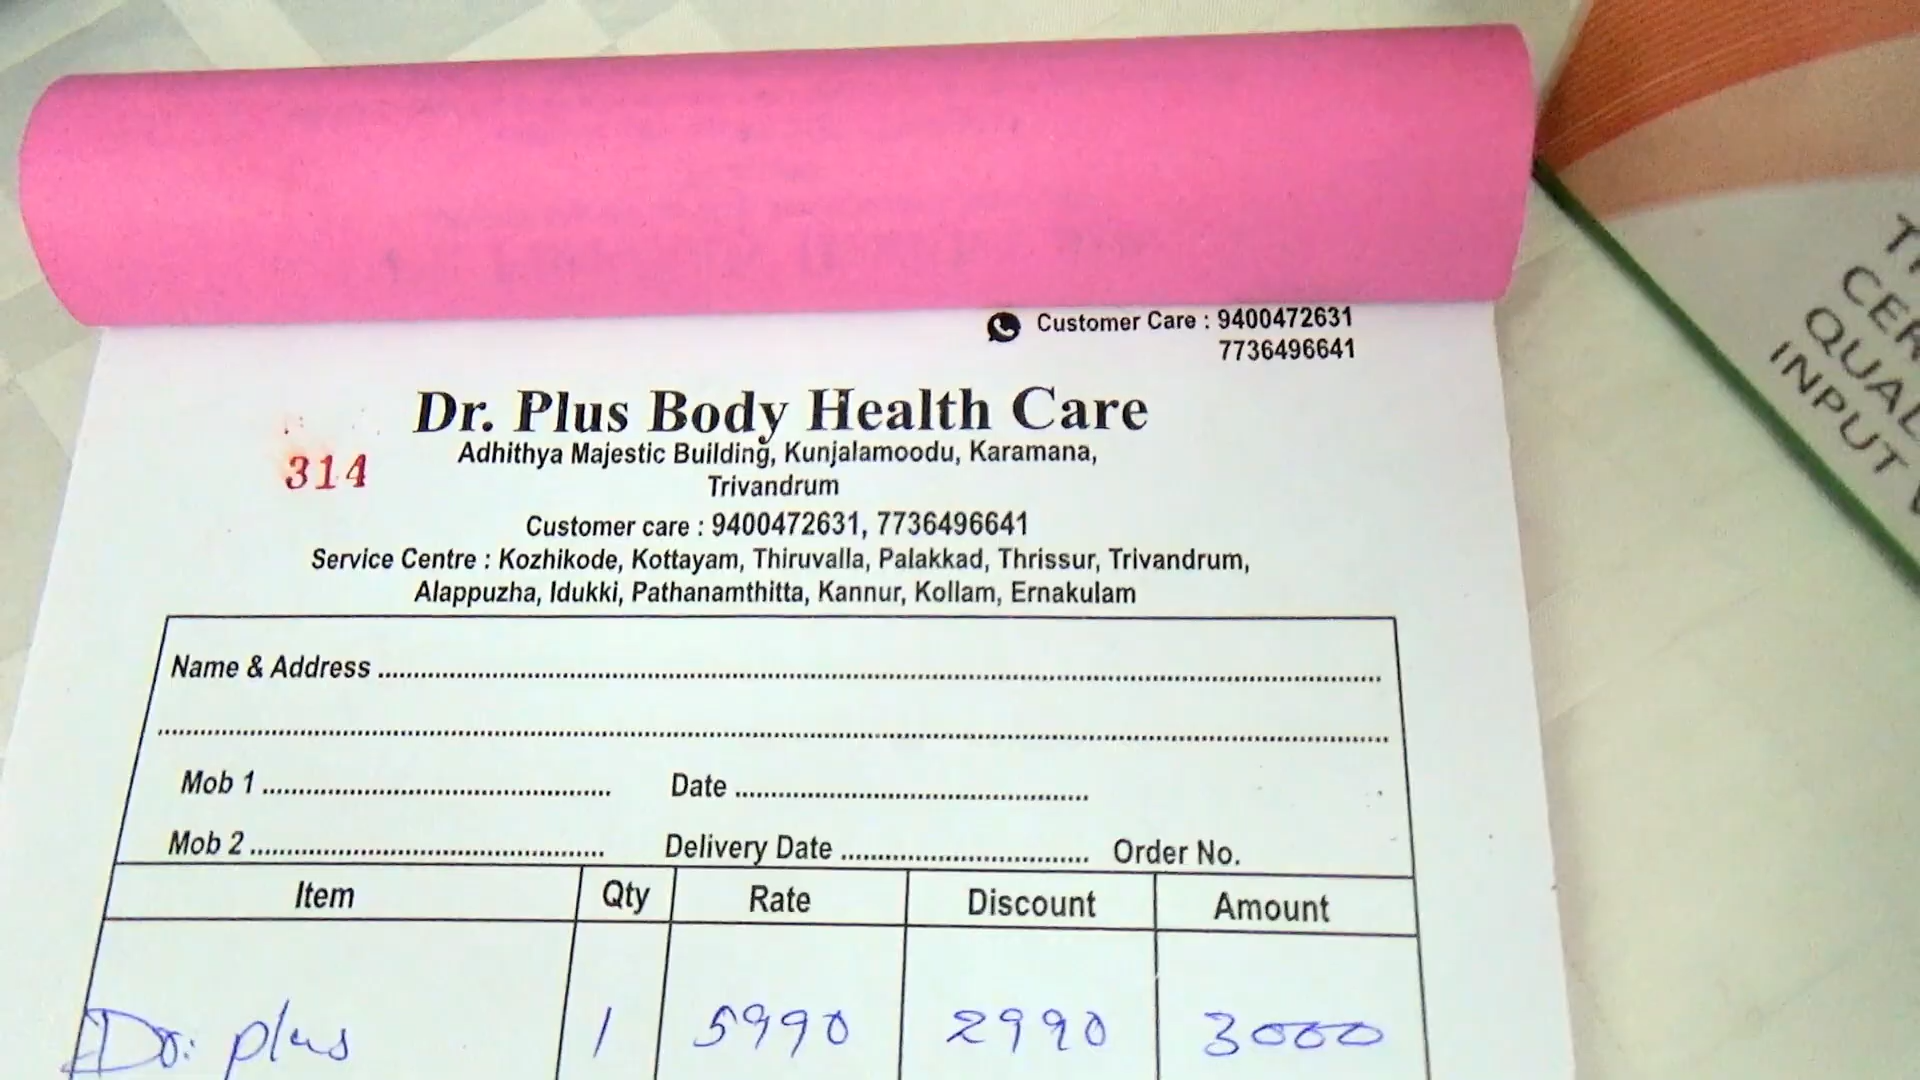 Customer Care : 9400472631
7736496641
Dr. Plus Body Health Care
314
Adhithya Majestic Building, Kunjalamoodu, Karamana,
Trivandrum
Customer care : 9400472631, 7736496641
Service Centre : Kozhikode, Kottayam, Thiruvalla, Palakkad, Thrissur, Trivandrum,
Alappuzha, Idukki, Pathanamthitta, Kannur, Kollam, Ernakulam
Name & Address
Mob 1 Date
Mob 2 Delivery Date Order No.
Item Qty Rate Discount Amount
Dr. plus 1 5990 2990 3000
QUAL
INPUT